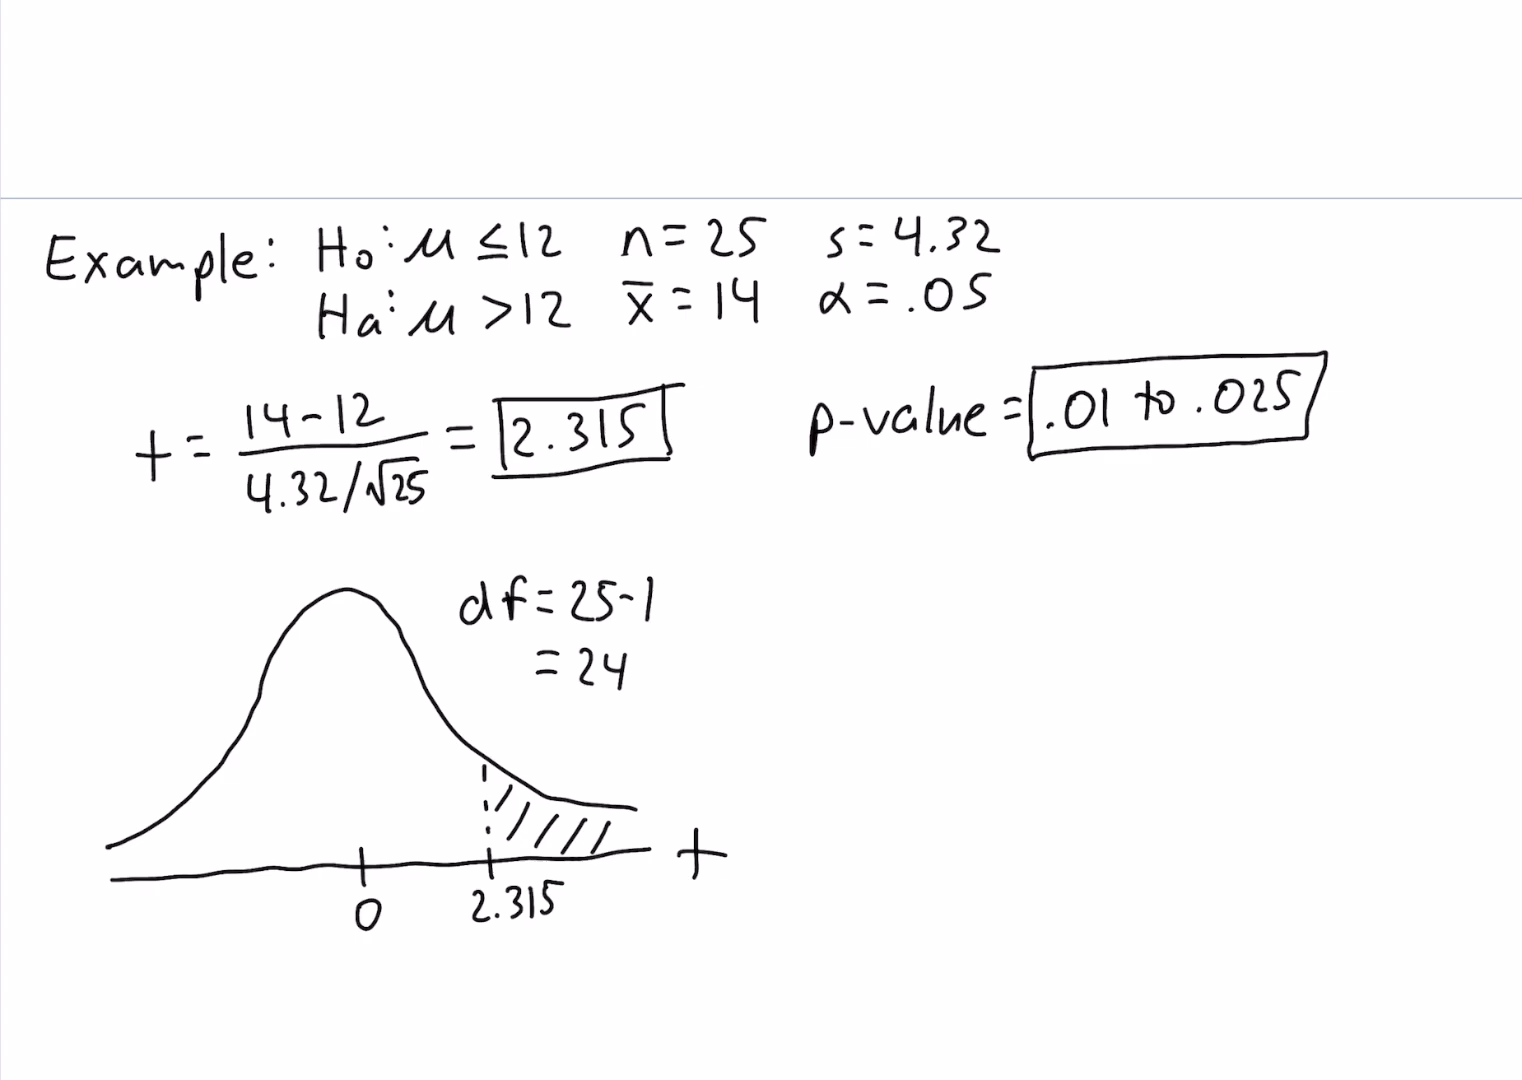 Example: H₀: μ ≤ 12 n = 25 s = 4.32
Hₐ: μ > 12 x̅ = 14 α = .05
t = (14 - 12) / (4.32/√25) = 2.315 p-value = .01 to .025
df = 25 - 1
= 24
0 2.315 t